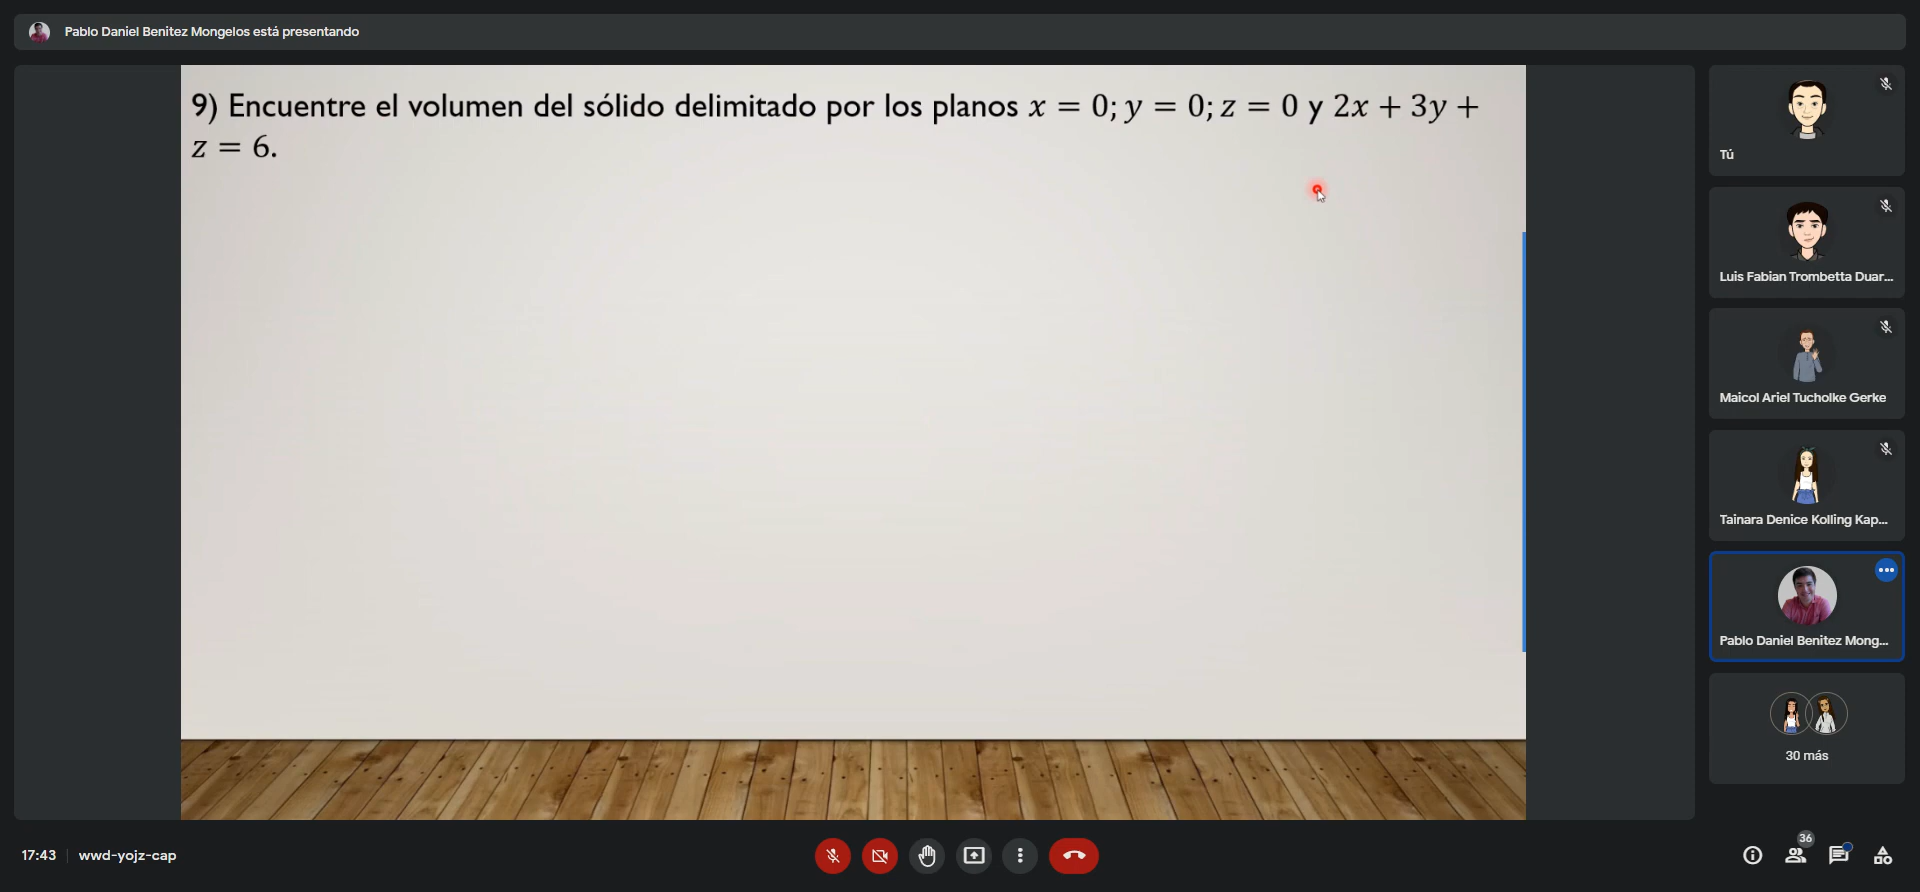 Pablo Daniel Benitez Mongelos está presentando
9) Encuentre el volumen del sólido delimitado por los planos x = 0; y = 0; z = 0 y 2x + 3y +
z = 6.
Tú
Luis Fabian Trombetta Duar...
Maicol Ariel Tucholke Gerke
Tainara Denice Kolling Kap...
Pablo Daniel Benitez Mong...
30 más
17:43 | wwd-yojz-cap
36